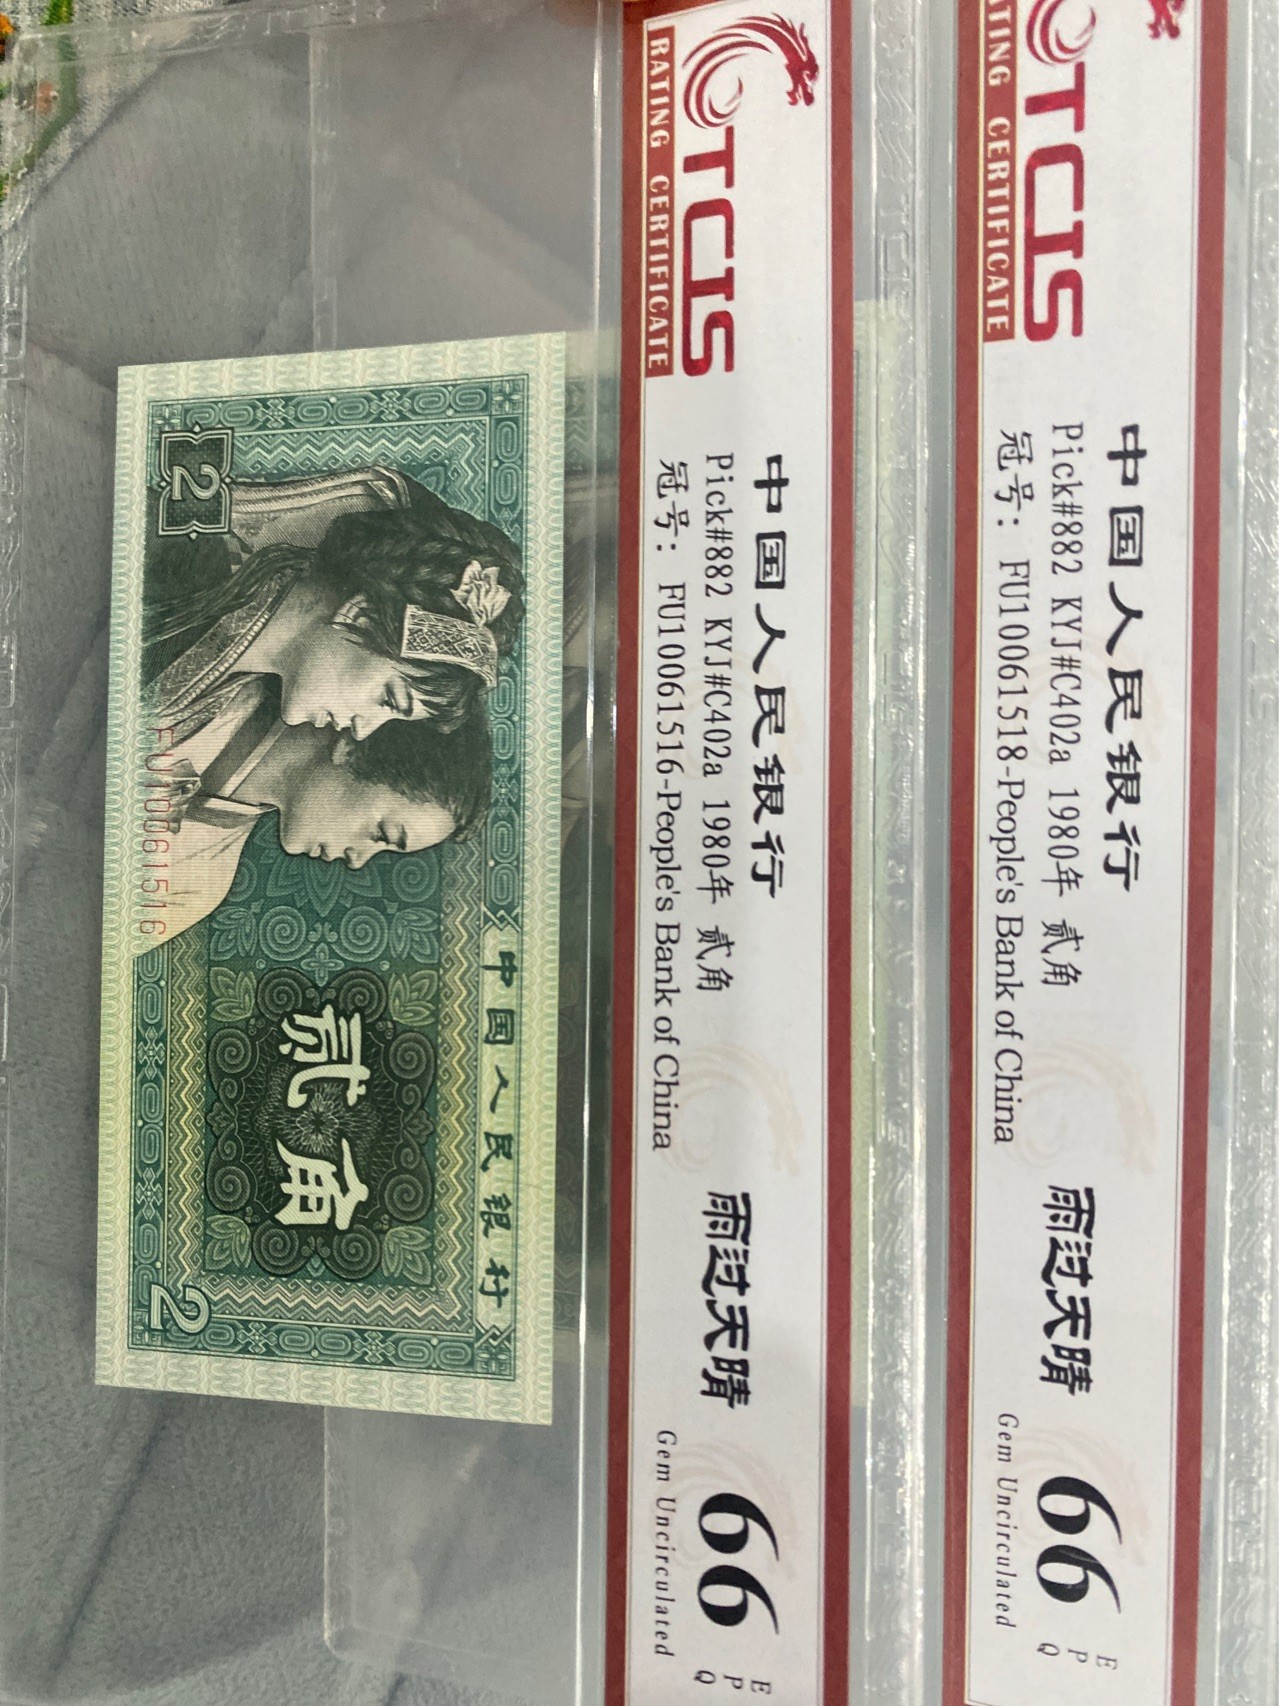 TCIS
RATING CERTIFICATE
中国人民银行
Pick#882 KYJ#C402a 1980年 贰角
冠号：FU10061518-People's Bank of China
雨过天晴
66
EPQ
Gem Uncirculated
TCIS
RATING CERTIFICATE
中国人民银行
Pick#882 KYJ#C402a 1980年 贰角
冠号：FU10061516-People's Bank of China
雨过天晴
66
EPQ
Gem Uncirculated
中国人民银行
贰角
2
FU10061516
2